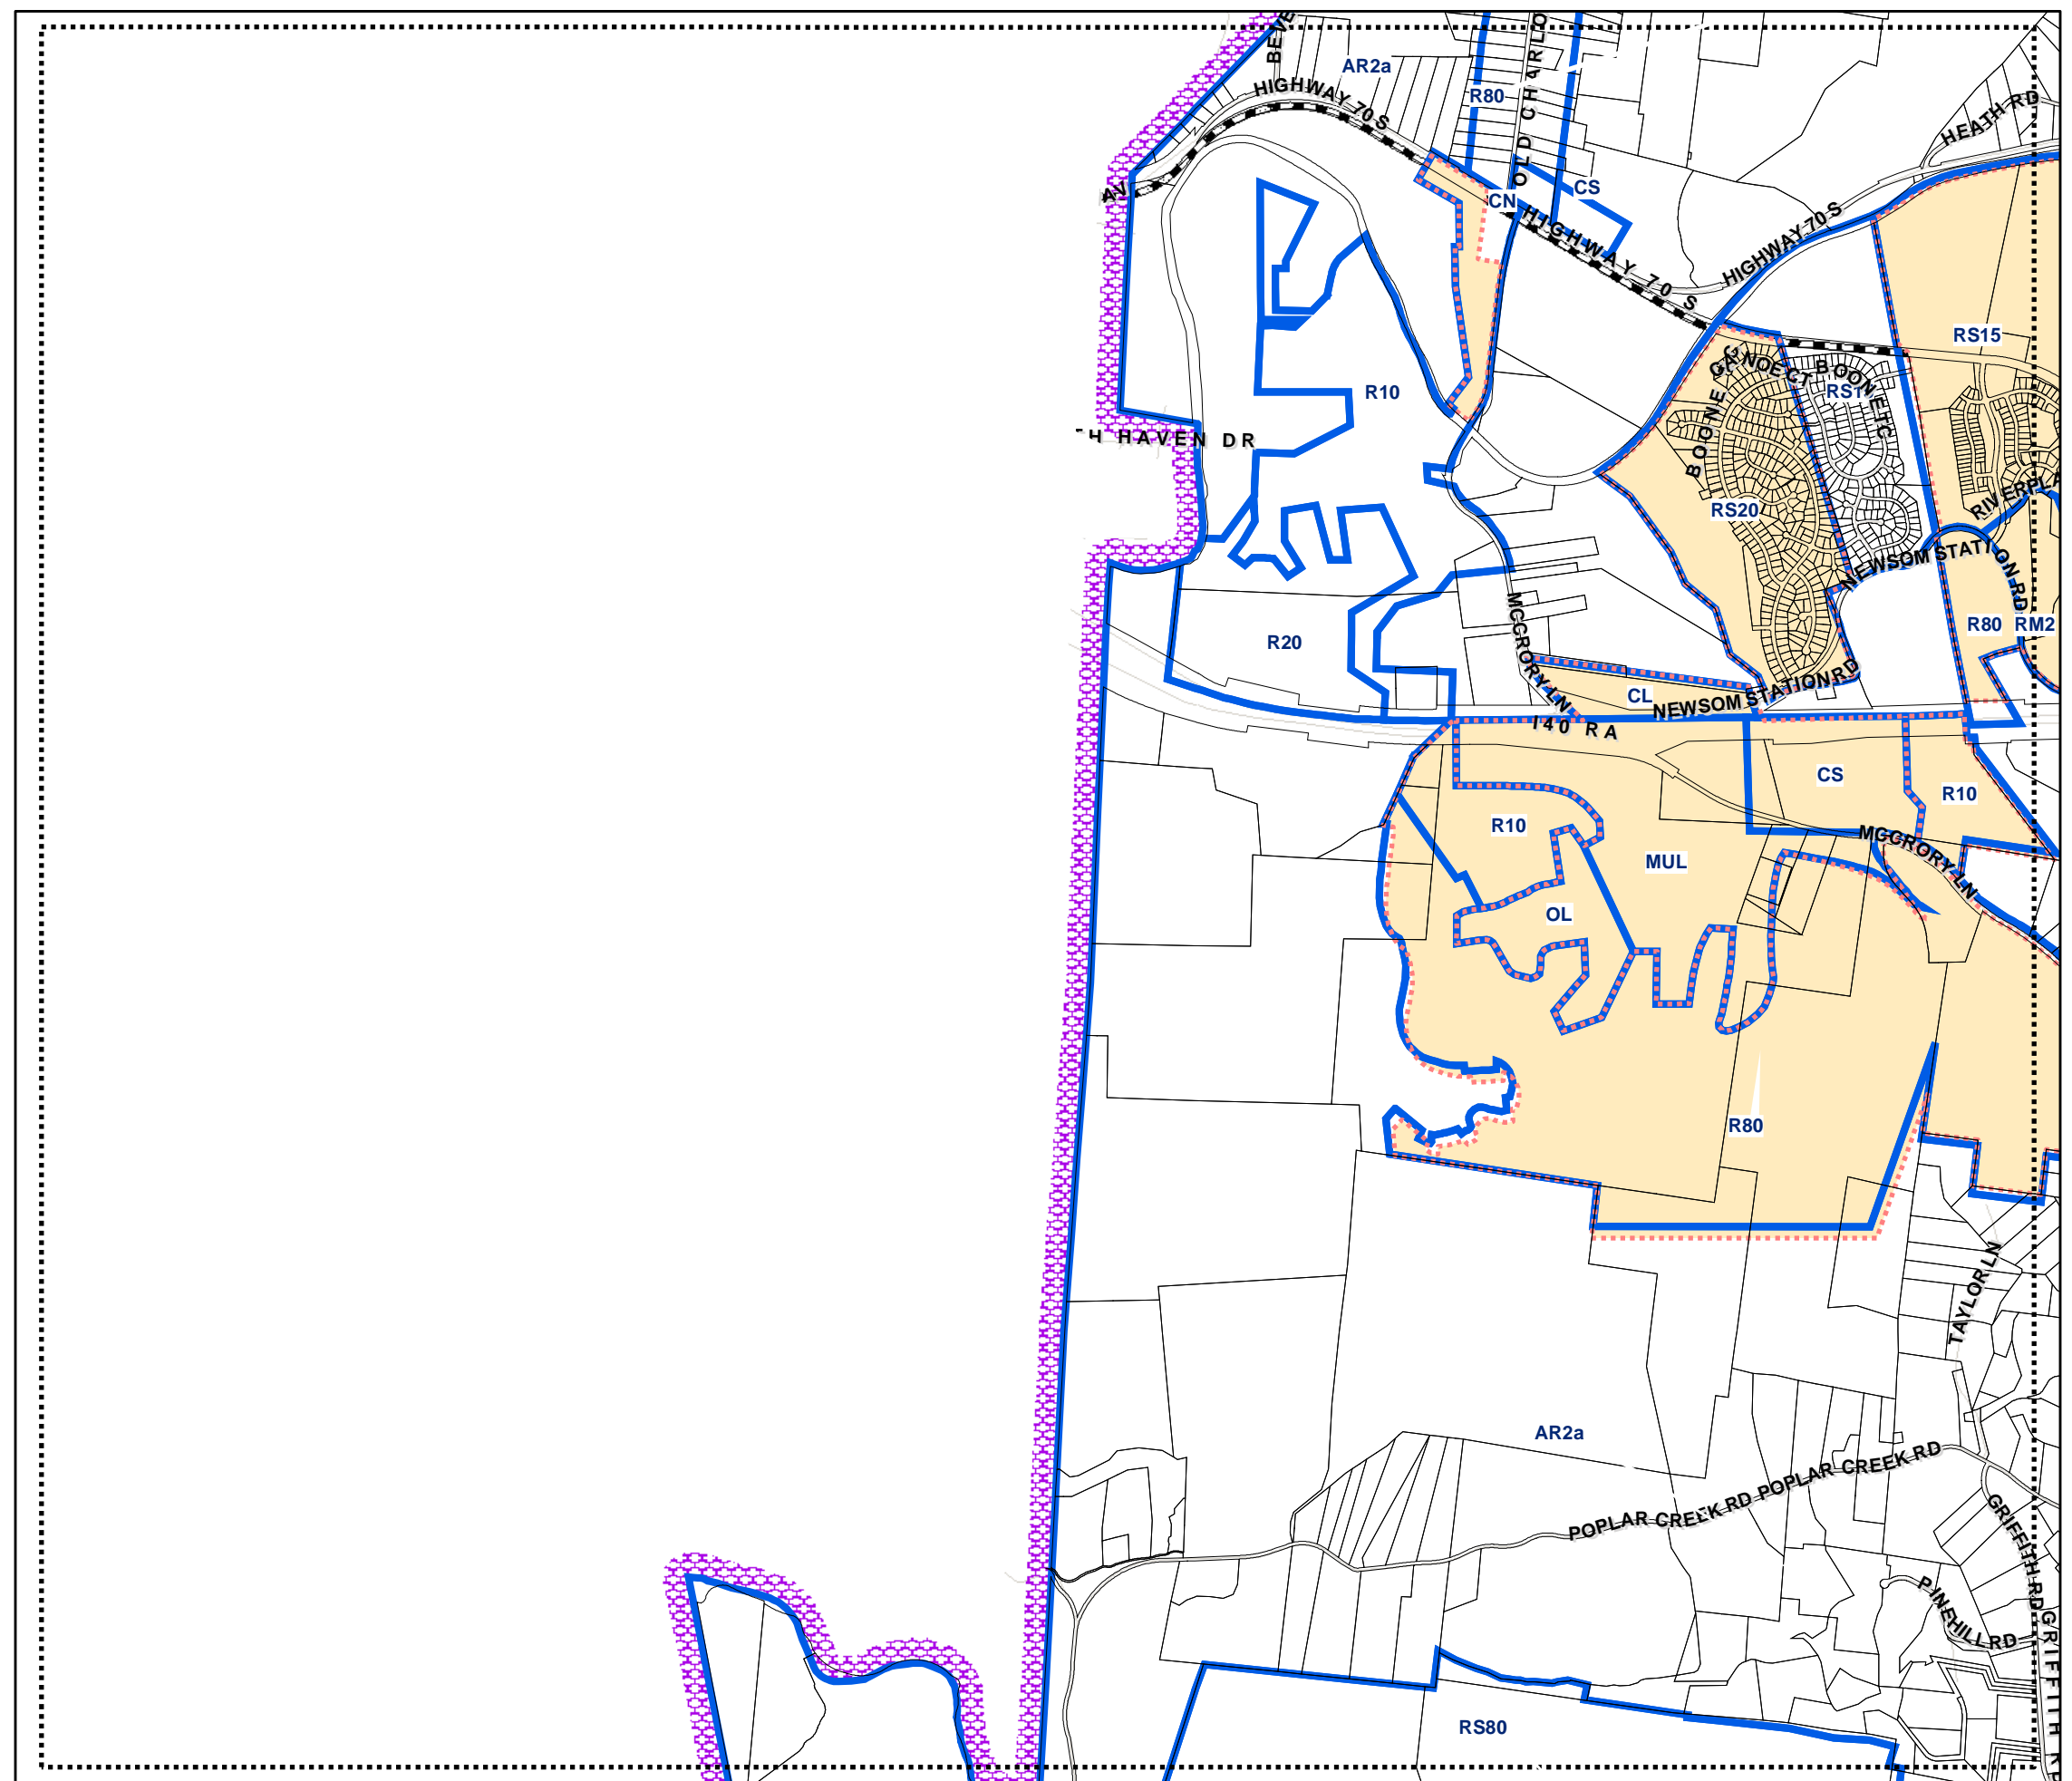 AR2a
R80
HIGHWAY 70 S
HEATH RD
CS
CN
HIGHWAY 70 S
HIGHWAY 70 S
RS15
R10
HAVEN DR
RS20
NEWSOM STATION RD
R80
RM2
R20
MCCRORY LN
CL
NEWSOM STATION RD
I40 RA
CS
R10
R10
MCCRORY LN
MUL
OL
R80
TAYLOR LN
AR2a
POPLAR CREEK RD
POPLAR CREEK RD
GRIFFITH RD
PINEHILL RD
GRIFFITH R
RS80